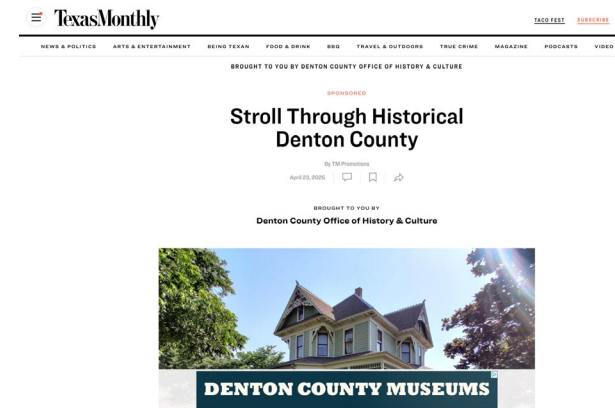 TexasMonthly
TACO FEST SUBSCRIBE
NEWS & POLITICS ARTS & ENTERTAINMENT BEING TEXAN FOOD & DRINK BBQ TRAVEL & OUTDOORS TRUE CRIME MAGAZINE PODCASTS VIDEO
BROUGHT TO YOU BY DENTON COUNTY OFFICE OF HISTORY & CULTURE
SPONSORED
Stroll Through Historical
Denton County
By TM Promotions
April 23, 2025
BROUGHT TO YOU BY
Denton County Office of History & Culture
DENTON COUNTY MUSEUMS